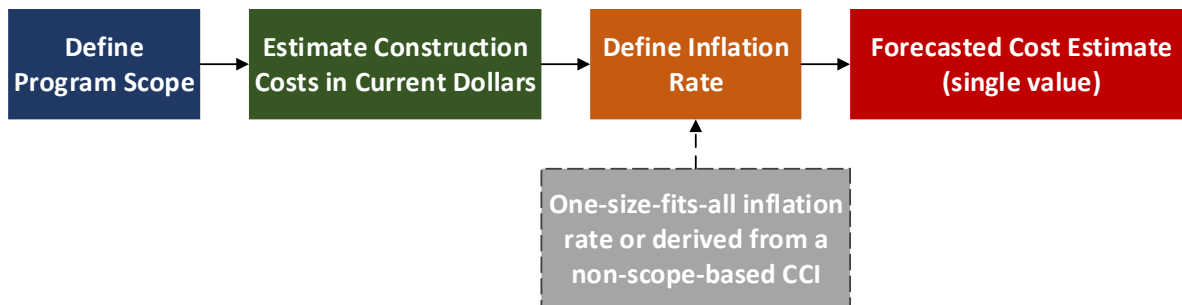 Define
Program Scope
Estimate Construction
Costs in Current Dollars
Define Inflation
Rate
Forecasted Cost Estimate
(single value)
One-size-fits-all inflation
rate or derived from a
non-scope-based CCI